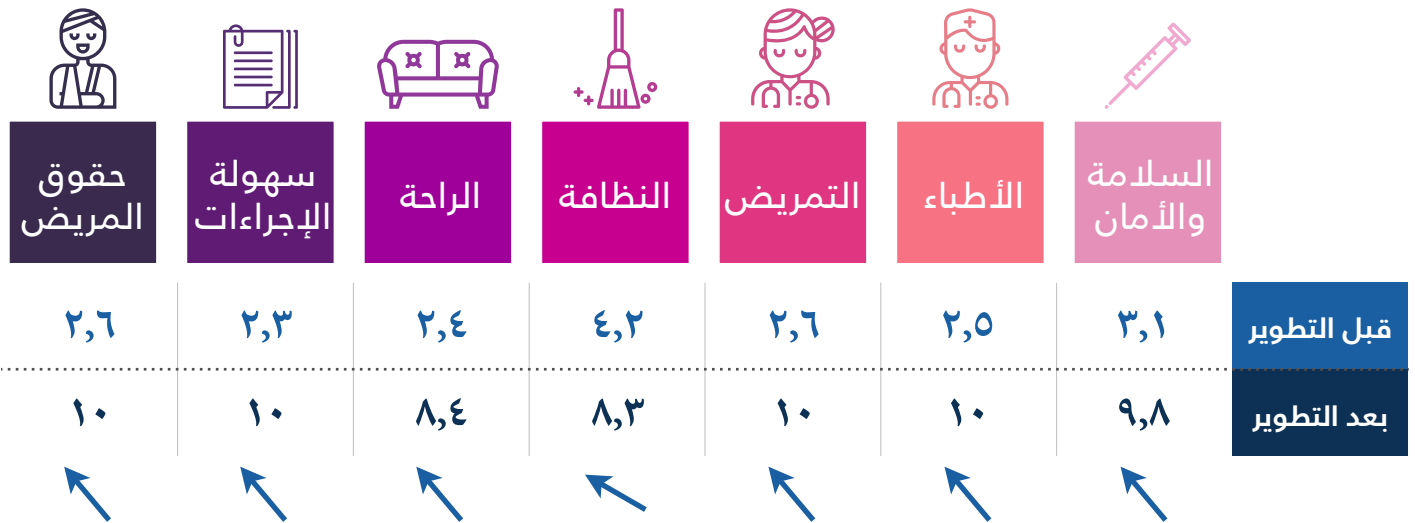 السلامة
والأمان
الأطباء
التمريض
النظافة
الراحة
سهولة
الإجراءات
حقوق
المريض
قبل التطوير ٣,١ ٢,٥ ٢,٦ ٤,٢ ٢,٤ ٢,٣ ٢,٦
بعد التطوير ٩,٨ ١٠ ١٠ ٨,٣ ٨,٤ ١٠ ١٠